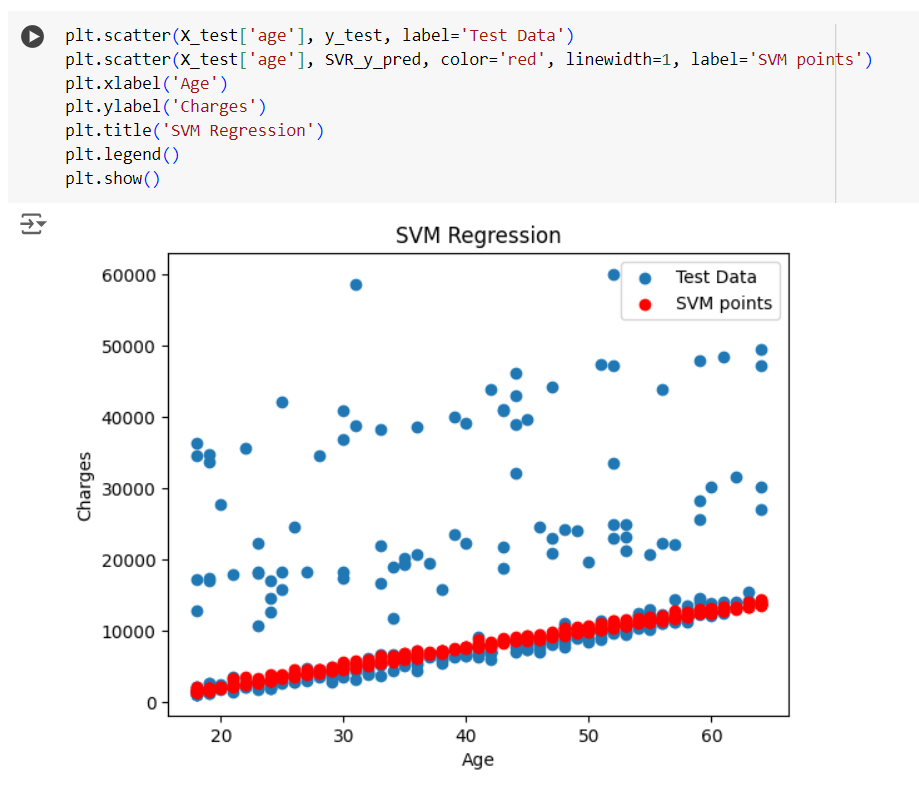 plt.scatter(X_test['age'], y_test, label='Test Data')
plt.scatter(X_test['age'], SVR_y_pred, color='red', linewidth=1, label='SVM points')
plt.xlabel('Age')
plt.ylabel('Charges')
plt.title('SVM Regression')
plt.legend()
plt.show()
SVM Regression
Test Data
SVM points
60000
50000
40000
30000
20000
10000
0
Charges
20 30 40 50 60
Age